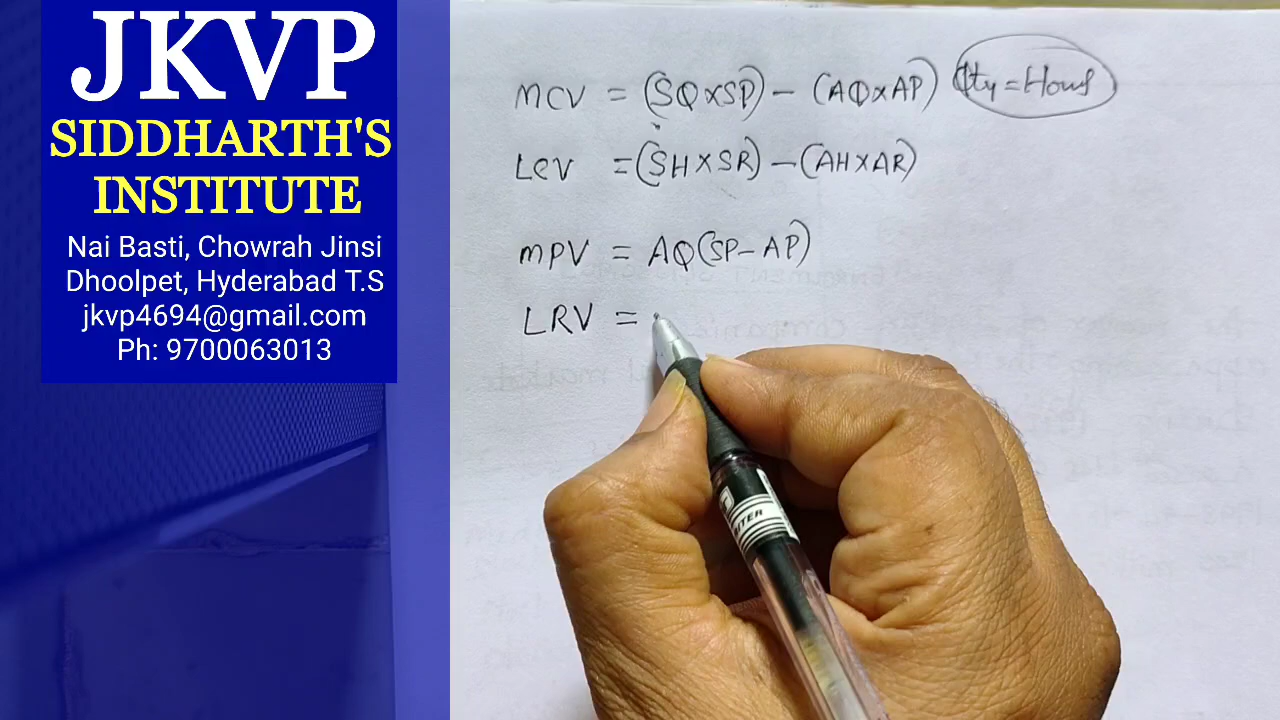 JKVP
SIDDHARTH'S
INSTITUTE
Nai Basti, Chowrah Jinsi
Dhoolpet, Hyderabad T.S
jkvp4694@gmail.com
Ph: 9700063013
MCV = (SQ×SP) – (AQ×AP) Qty = Hours
LCV = (SH×SR) – (AH×AR)
MPV = AQ(SP – AP)
LRV =